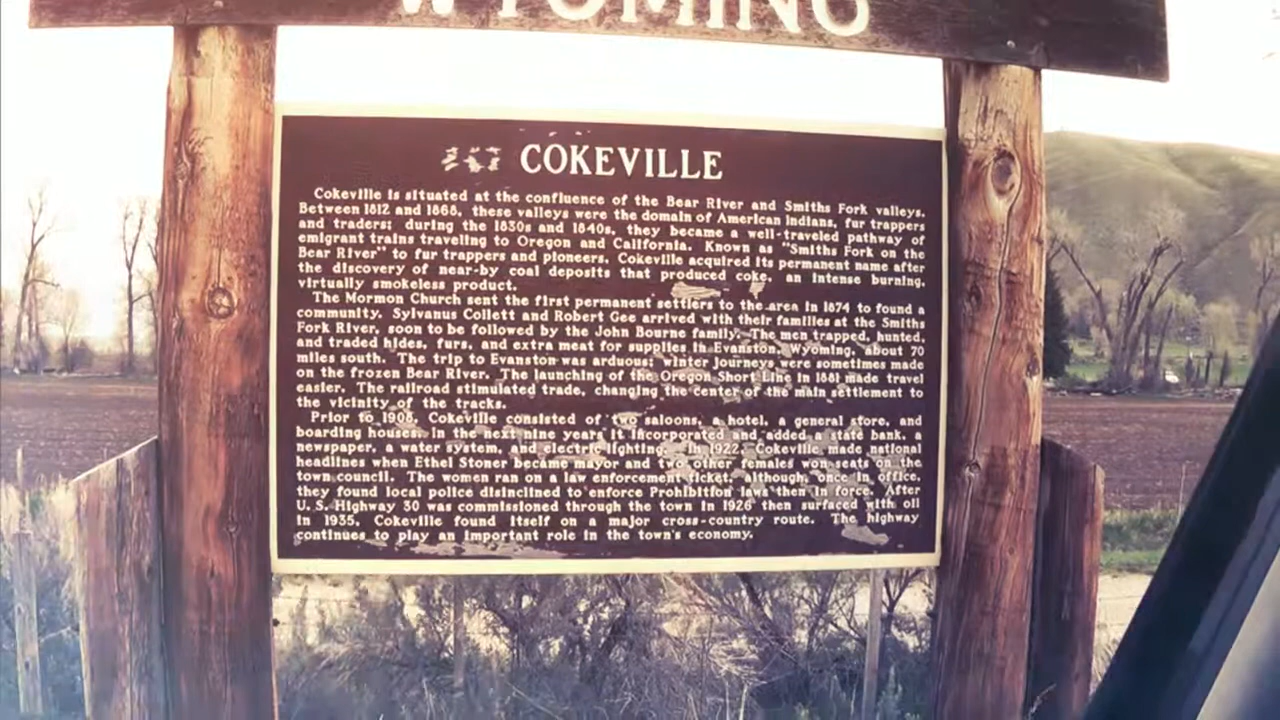 WYOMING
COKEVILLE
Cokeville is situated at the confluence of the Bear River and Smiths Fork valleys.
Between 1812 and 1868, these valleys were the domain of American Indians, fur trappers
and traders; during the 1830s and 1840s, they became a well-traveled pathway of
emigrant trains traveling to Oregon and California. Known as "Smiths Fork on the
Bear River" to fur trappers and pioneers, Cokeville acquired its permanent name after
the discovery of near-by coal deposits that produced coke, an intense burning,
virtually smokeless product.
The Mormon Church sent the first permanent settlers to the area in 1874 to found a
community. Sylvanus Collett and Robert Gee arrived with their families at the Smiths
Fork River, soon to be followed by the John Bourne family. The men trapped, hunted,
and traded hides, furs, and extra meat for supplies in Evanston, Wyoming, about 70
miles south. The trip to Evanston was arduous; winter journeys were sometimes made
on the frozen Bear River. The launching of the Oregon Short Line in 1881 made travel
easier. The railroad stimulated trade, changing the center of the main settlement to
the vicinity of the tracks.
Prior to 1908, Cokeville consisted of two saloons, a hotel, a general store, and
boarding houses. In the next nine years it incorporated and added a state bank, a
newspaper, a water system, and electric lighting. In 1922, Cokeville made national
headlines when Ethel Stoner became mayor and two other females won seats on the
town council. The women ran on a law enforcement ticket, although, once in office,
they found local police disinclined to enforce Prohibition laws then in force. After
U.S. Highway 30 was commissioned through the town in 1926 then surfaced with oil
in 1935, Cokeville found itself on a major cross-country route. The highway
continues to play an important role in the town's economy.